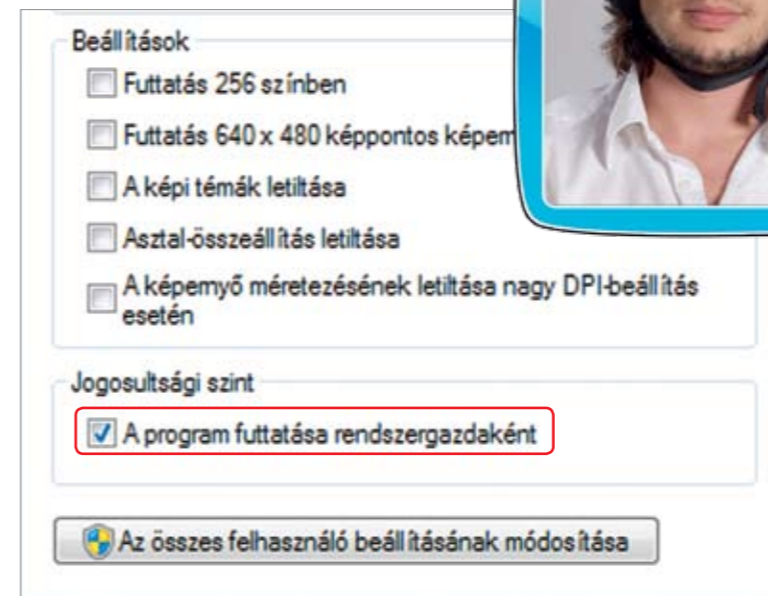 Beállítások
Futtatás 256 színben
Futtatás 640 x 480 képpontos
A képi témák letiltása
Asztal-összeállítás letiltása
A képernyő méretezésének letiltása nagy DPI-beállítás
esetén
Jogosultsági szint
A program futtatása rendszergazdaként
Az összes felhasználó beállításának módosítása